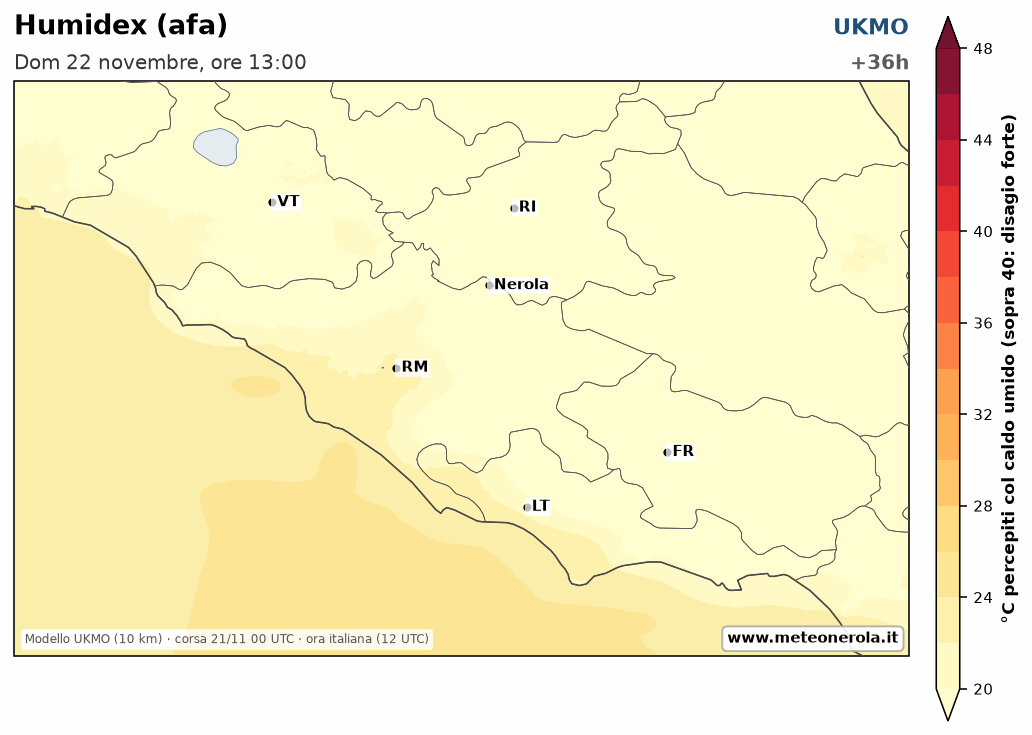 Humidex (afa)
UKMO
Dom 22 novembre, ore 13:00
+36h
VT
RI
Nerola
RM
FR
LT
Modello UKMO (10 km) · corsa 21/11 00 UTC · ora italiana (12 UTC)
www.meteonerola.it
48
44
40
36
32
28
24
20
°C percepiti col caldo umido (sopra 40: disagio forte)